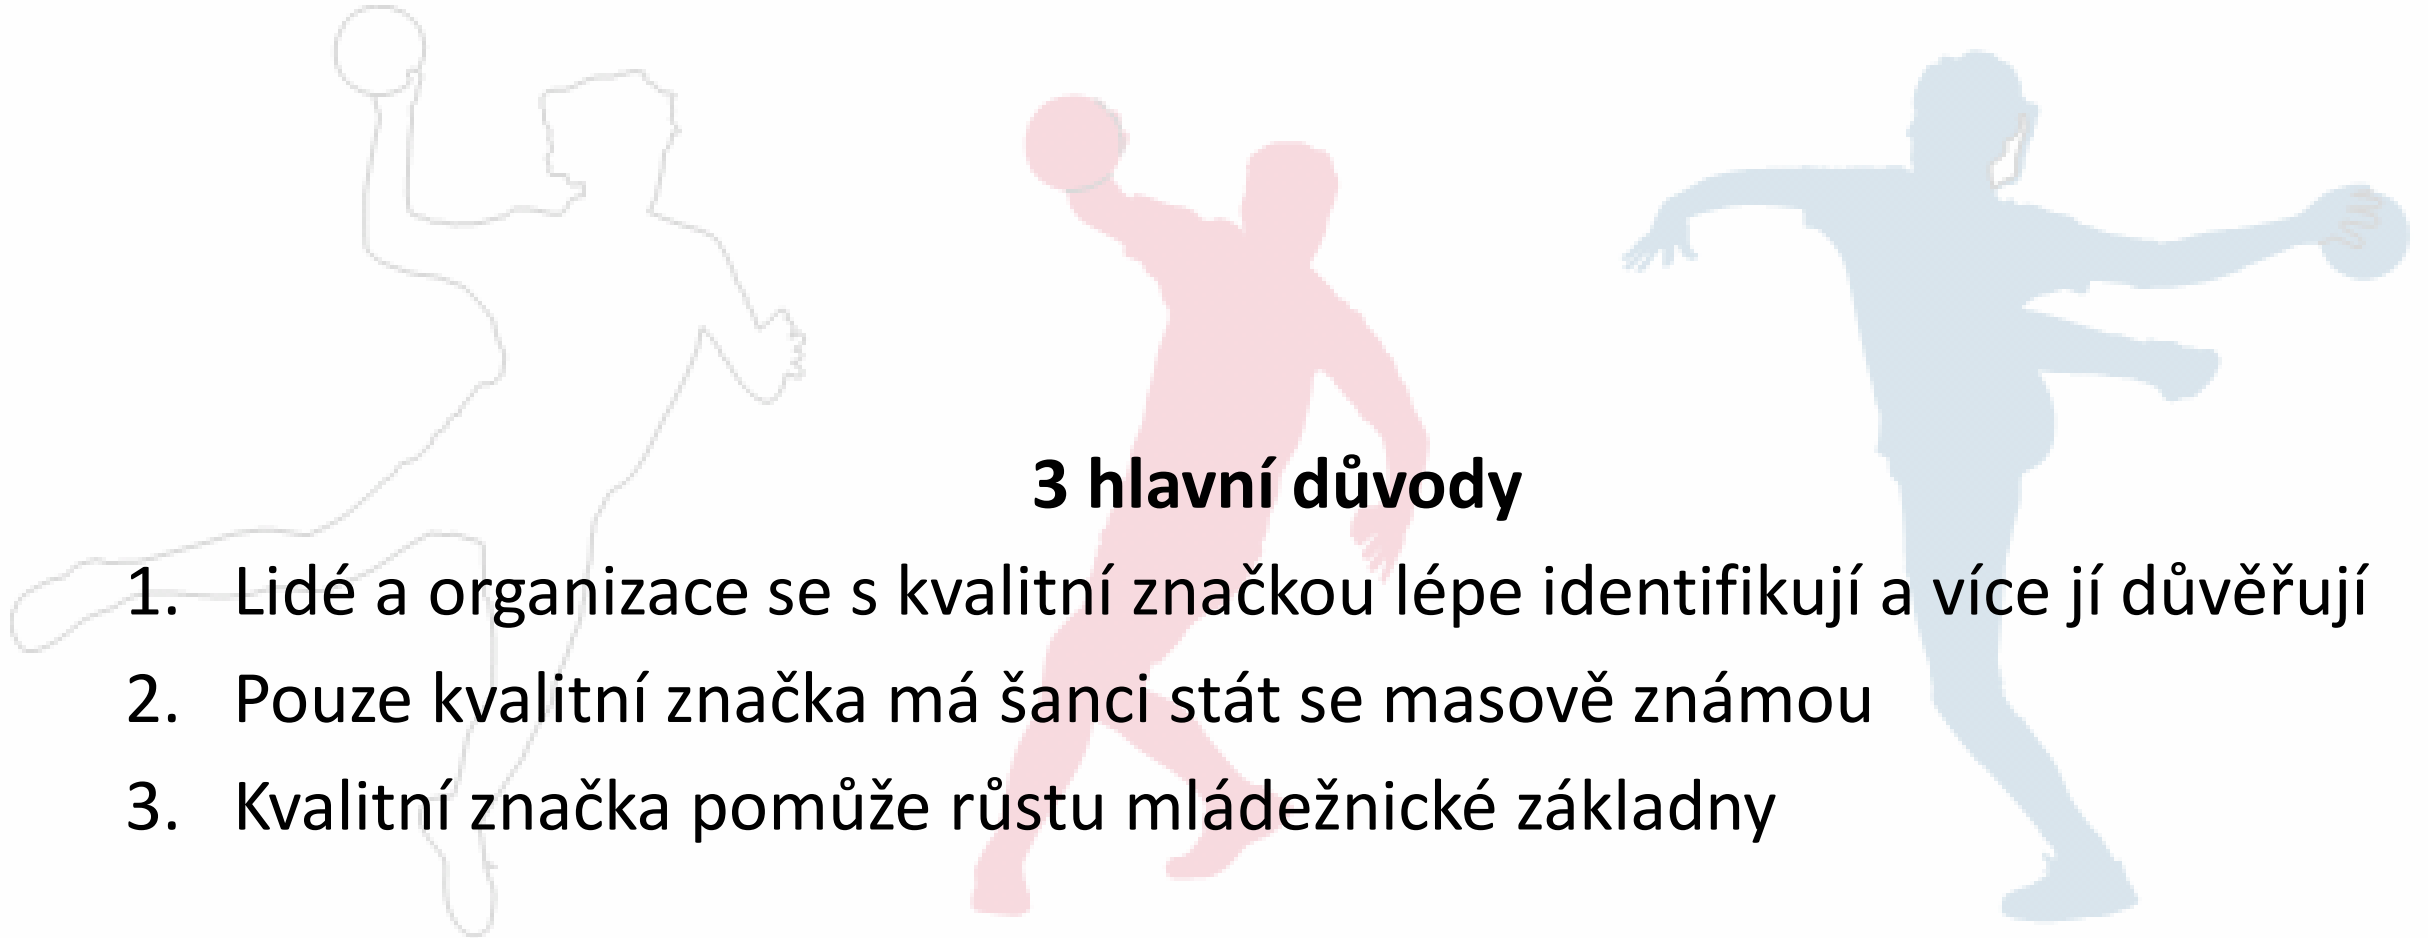 3 hlavní důvody
1. Lidé a organizace se s kvalitní značkou lépe identifikují a více jí důvěřují
2. Pouze kvalitní značka má šanci stát se masově známou
3. Kvalitní značka pomůže růstu mládežnické základny